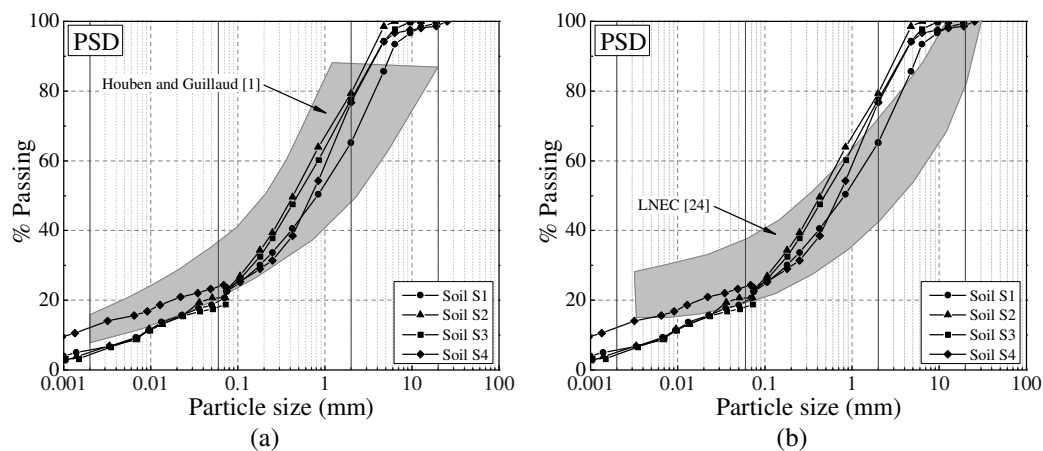 100
80
60
40
20
0
% Passing
PSD
Houben and Guillaud [1]
Soil S1
Soil S2
Soil S3
Soil S4
0.001 0.01 0.1 1 10 100
Particle size (mm)
(a)
100
80
60
40
20
0
% Passing
PSD
LNEC [24]
Soil S1
Soil S2
Soil S3
Soil S4
0.001 0.01 0.1 1 10 100
Particle size (mm)
(b)